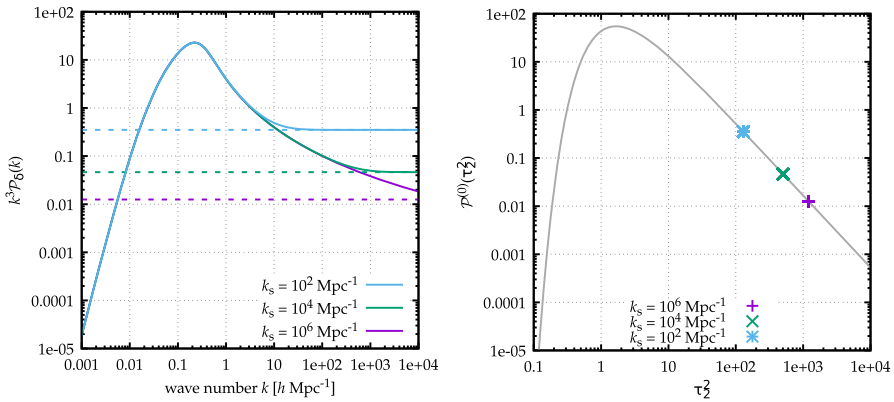 1e+02
10
1
0.1
0.01
0.001
0.0001
1e-05
k³𝒫δ(k)
kₛ = 10² Mpc⁻¹
kₛ = 10⁴ Mpc⁻¹
kₛ = 10⁶ Mpc⁻¹
0.001 0.01 0.1 1 10 1e+02 1e+03 1e+04
wave number k [h Mpc⁻¹]
1e+02
10
1
0.1
0.01
0.001
0.0001
1e-05
𝒫⁽⁰⁾(τ₂²)
kₛ = 10⁶ Mpc⁻¹
kₛ = 10⁴ Mpc⁻¹
kₛ = 10² Mpc⁻¹
0.1 1 10 1e+02 1e+03 1e+04
τ₂²